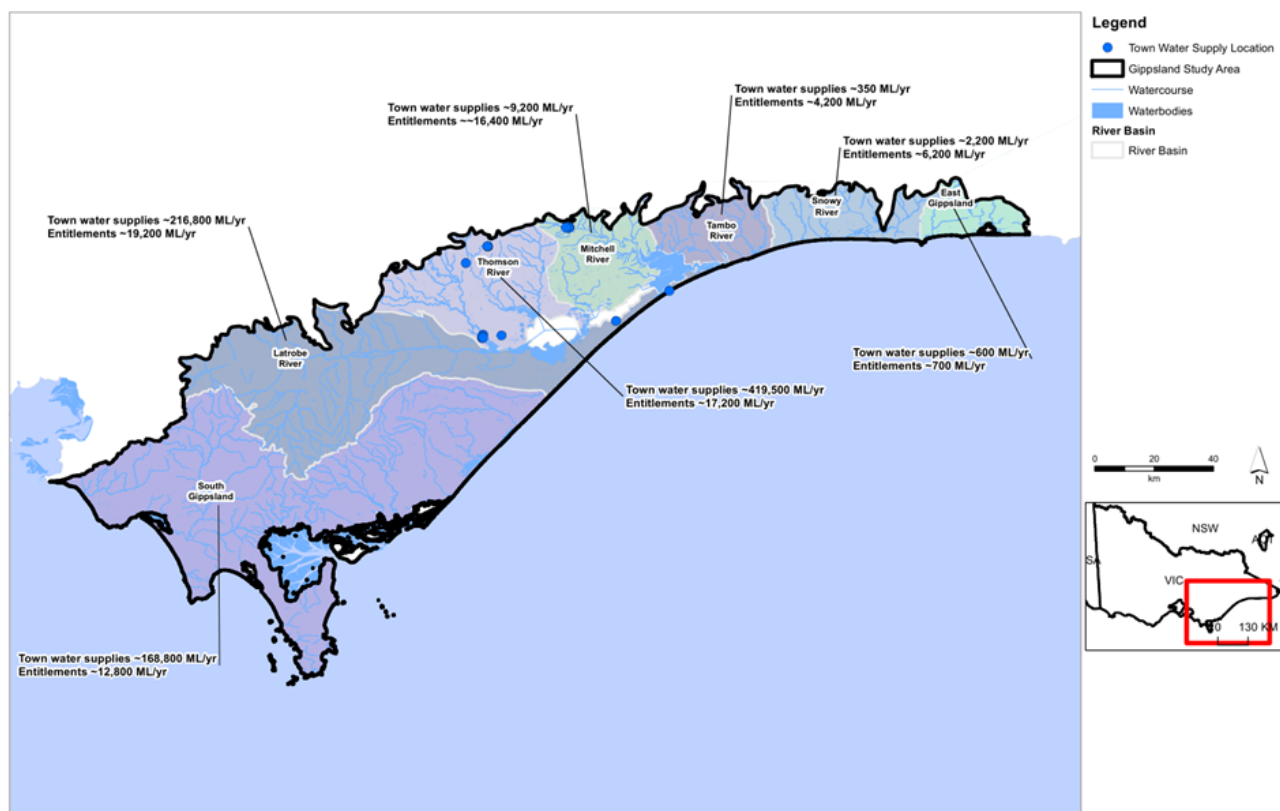 Legend
Town Water Supply Location
Gippsland Study Area
Watercourse
Waterbodies
River Basin
River Basin
Town water supplies ~350 ML/yr
Entitlements ~4,200 ML/yr
Town water supplies ~9,200 ML/yr
Entitlements ~~16,400 ML/yr
Town water supplies ~2,200 ML/yr
Entitlements ~6,200 ML/yr
Town water supplies ~216,800 ML/yr
Entitlements ~19,200 ML/yr
East
Gippsland
Snowy
River
Tambo
River
Mitchell
River
Thomson
River
Latrobe
River
Town water supplies ~600 ML/yr
Entitlements ~700 ML/yr
Town water supplies ~419,500 ML/yr
Entitlements ~17,200 ML/yr
South
Gippsland
Town water supplies ~168,800 ML/yr
Entitlements ~12,800 ML/yr
0 20 40
km
N
NSW
SA
VIC
0 130 KM